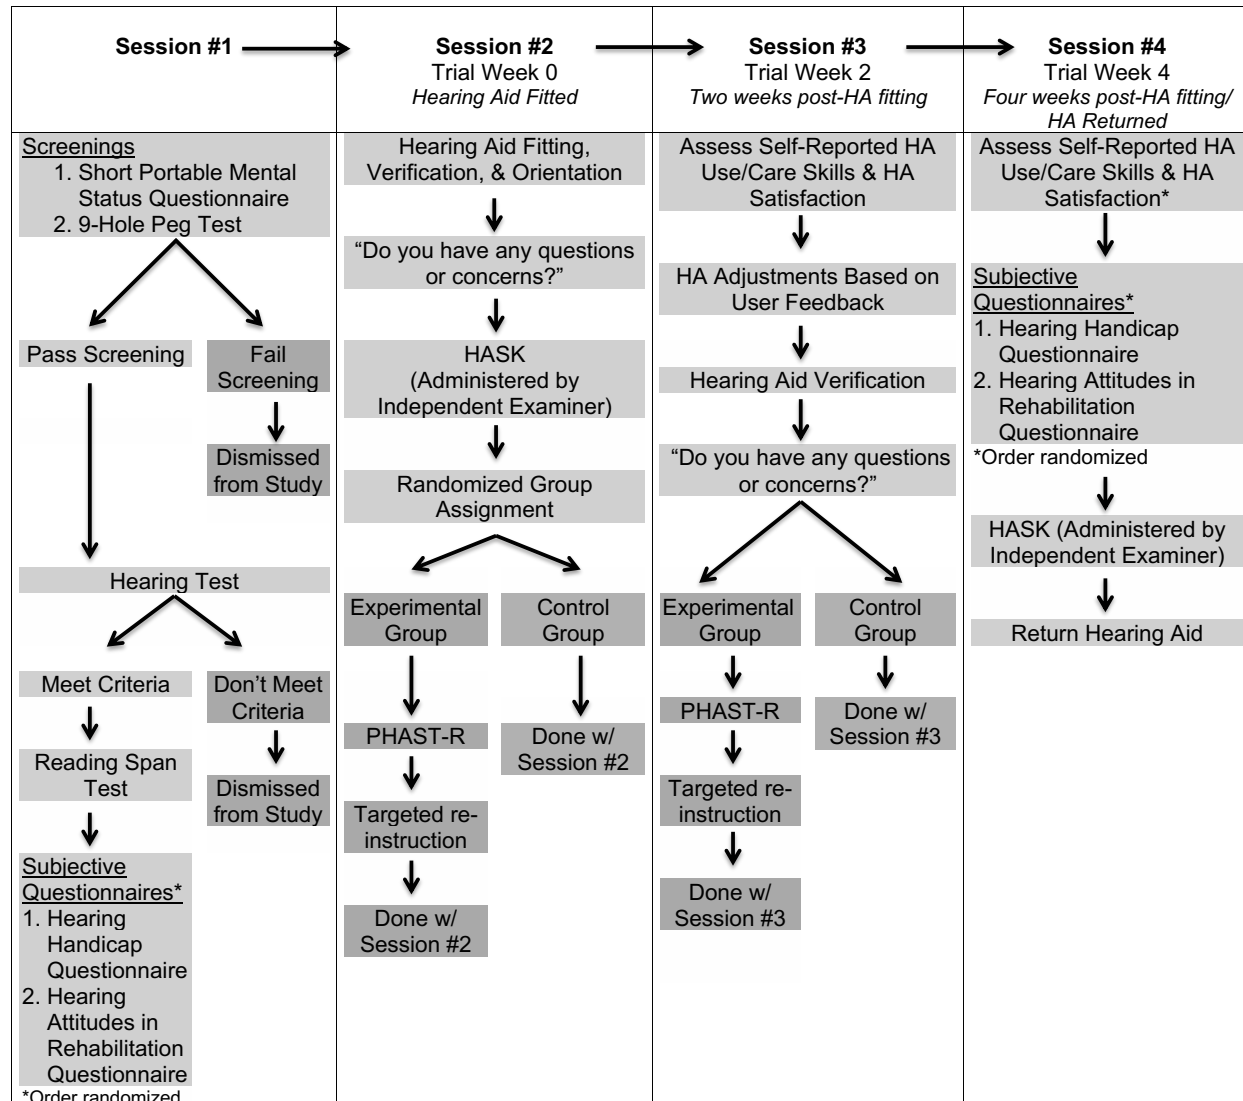 Session #1
Session #2
Trial Week 0
Hearing Aid Fitted
Session #3
Trial Week 2
Two weeks post-HA fitting
Session #4
Trial Week 4
Four weeks post-HA fitting/
HA Returned
Screenings
1. Short Portable Mental
Status Questionnaire
2. 9-Hole Peg Test
Pass Screening
Fail
Screening
Dismissed
from Study
Hearing Test
Meet Criteria
Don't Meet
Criteria
Reading Span
Test
Dismissed
from Study
Subjective
Questionnaires*
1. Hearing
Handicap
Questionnaire
2. Hearing
Attitudes in
Rehabilitation
Questionnaire
*Order randomized
Hearing Aid Fitting,
Verification, & Orientation
“Do you have any questions
or concerns?”
HASK
(Administered by
Independent Examiner)
Randomized Group
Assignment
Experimental
Group
Control
Group
PHAST-R
Done w/
Session #2
Targeted re-
instruction
Done w/
Session #2
Assess Self-Reported HA
Use/Care Skills & HA
Satisfaction
HA Adjustments Based on
User Feedback
Hearing Aid Verification
“Do you have any questions
or concerns?”
Experimental
Group
Control
Group
PHAST-R
Done w/
Session #3
Targeted re-
instruction
Done w/
Session #3
Assess Self-Reported HA
Use/Care Skills & HA
Satisfaction*
Subjective
Questionnaires*
1. Hearing Handicap
Questionnaire
2. Hearing Attitudes in
Rehabilitation
Questionnaire
*Order randomized
HASK (Administered by
Independent Examiner)
Return Hearing Aid